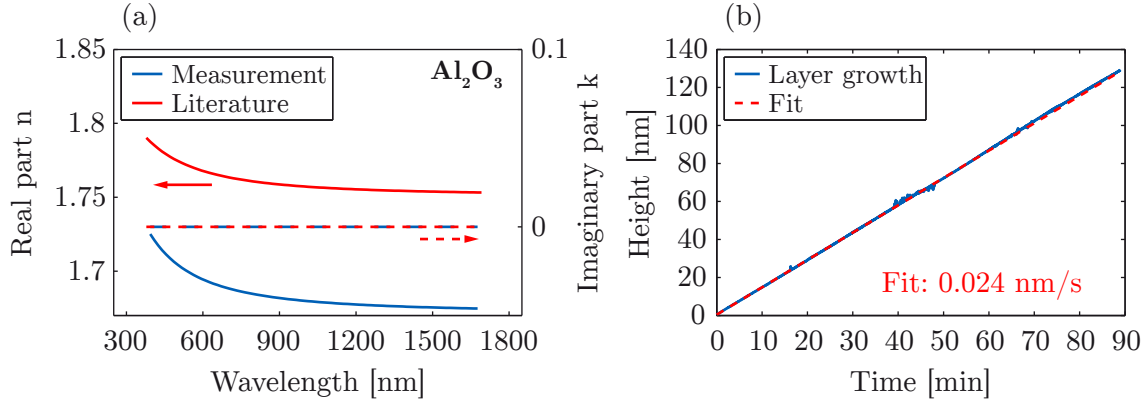 (a)
Real part n
1.85
1.8
1.75
1.7
Measurement
Literature
Al₂O₃
0.1
0
Imaginary part k
300 600 900 1200 1500 1800
Wavelength [nm]
(b)
Height [nm]
140
120
100
80
60
40
20
0
Layer growth
Fit
Fit: 0.024 nm/s
0 10 20 30 40 50 60 70 80 90
Time [min]